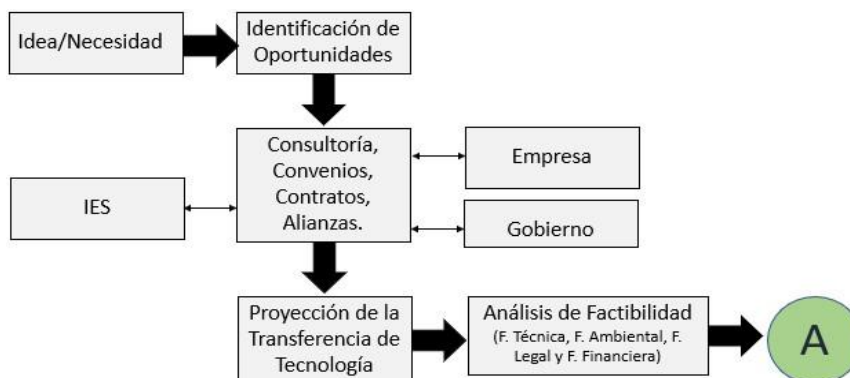 Idea/Necesidad
Identificación de
Oportunidades
Consultoría,
Convenios,
Contratos,
Alianzas.
Empresa
IES
Gobierno
Proyección de la
Transferencia de
Tecnología
Análisis de Factibilidad
(F. Técnica, F. Ambiental, F.
Legal y F. Financiera)
A